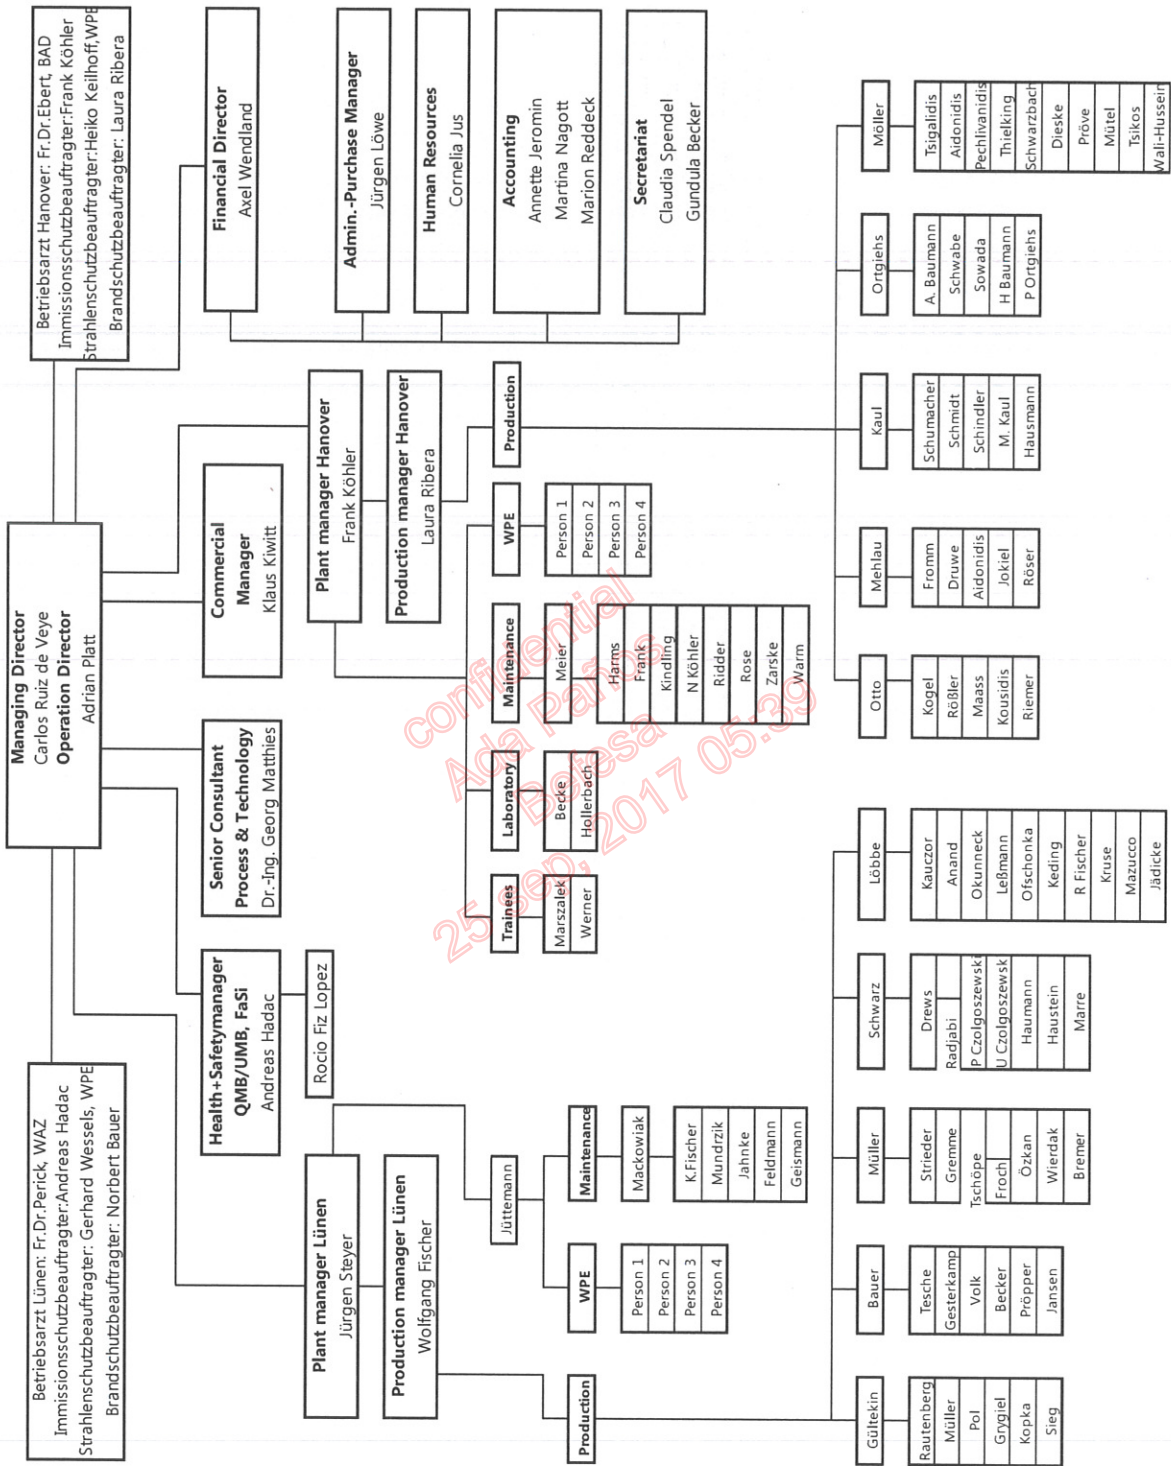 Managing Director
Carlos Ruiz de Veye
Operation Director
Adrian Platt
Betriebsarzt Lünen: Fr.Dr.Perick, WAZ
Immissionsschutzbeauftragter:Andreas Hadac
Strahlenschutzbeauftragter: Gerhard Wessels, WPE
Brandschutzbeauftragter: Norbert Bauer
Betriebsarzt Hanover: Fr.Dr.Ebert, BAD
Immissionsschutzbeauftragter:Frank Köhler
Strahlenschutzbeauftragter:Heiko Keilhoff,WPE
Brandschutzbeauftragter: Laura Ribera
Health+Safetymanager
QMB/UMB, FaSi
Andreas Hadac
Rocio Fiz Lopez
Senior Consultant
Process & Technology
Dr.-Ing. Georg Matthies
Commercial
Manager
Klaus Kiwitt
Financial Director
Axel Wendland
Admin.-Purchase Manager
Jürgen Löwe
Human Resources
Cornelia Jus
Accounting
Annette Jeromin
Martina Nagott
Marion Reddeck
Secretariat
Claudia Spendel
Gundula Becker
Plant manager Lünen
Jürgen Steyer
Production manager Lünen
Wolfgang Fischer
Plant manager Hanover
Frank Köhler
Production manager Hanover
Laura Ribera
Jüttemann
Production
WPE
Person 1
Person 2
Person 3
Person 4
Maintenance
Mackowiak
K.Fischer
Mundrzik
Jahnke
Feldmann
Geismann
Trainees
Marszalek
Werner
Laboratory
Becke
Hollerbach
Maintenance
Meier
Harms
Frank
Kindling
N Köhler
Ridder
Rose
Zarske
Warm
WPE
Person 1
Person 2
Person 3
Person 4
Production
Gültekin
Rautenberg
Müller
Pol
Grygiel
Kopka
Sieg
Bauer
Tesche
Gesterkamp
Volk
Becker
Pröpper
Jansen
Müller
Strieder
Gremme
Tschöpe
Froch
Özkan
Wierdak
Bremer
Schwarz
Drews
Radjabi
P Czolgoszewski
U Czolgoszewsk
Haumann
Haustein
Marre
Löbbe
Kauczor
Anand
Okunneck
Leßmann
Ofschonka
Keding
R Fischer
Kruse
Mazucco
Jädicke
Otto
Kogel
Rößler
Maass
Kousidis
Riemer
Mehlau
Fromm
Druwe
Aidonidis
Jokiel
Röser
Kaul
Schumacher
Schmidt
Schindler
M. Kaul
Hausmann
Ortgiehs
A. Baumann
Schwabe
Sowada
H Baumann
P Ortgiehs
Möller
Tsigalidis
Aidonidis
Pechlivanidis
Thielking
Schwarzbach
Dieske
Pröve
Mütel
Tsikos
Wali-Hussein
confidential
Ada Paños
Befesa
25 sep, 2017 05:39